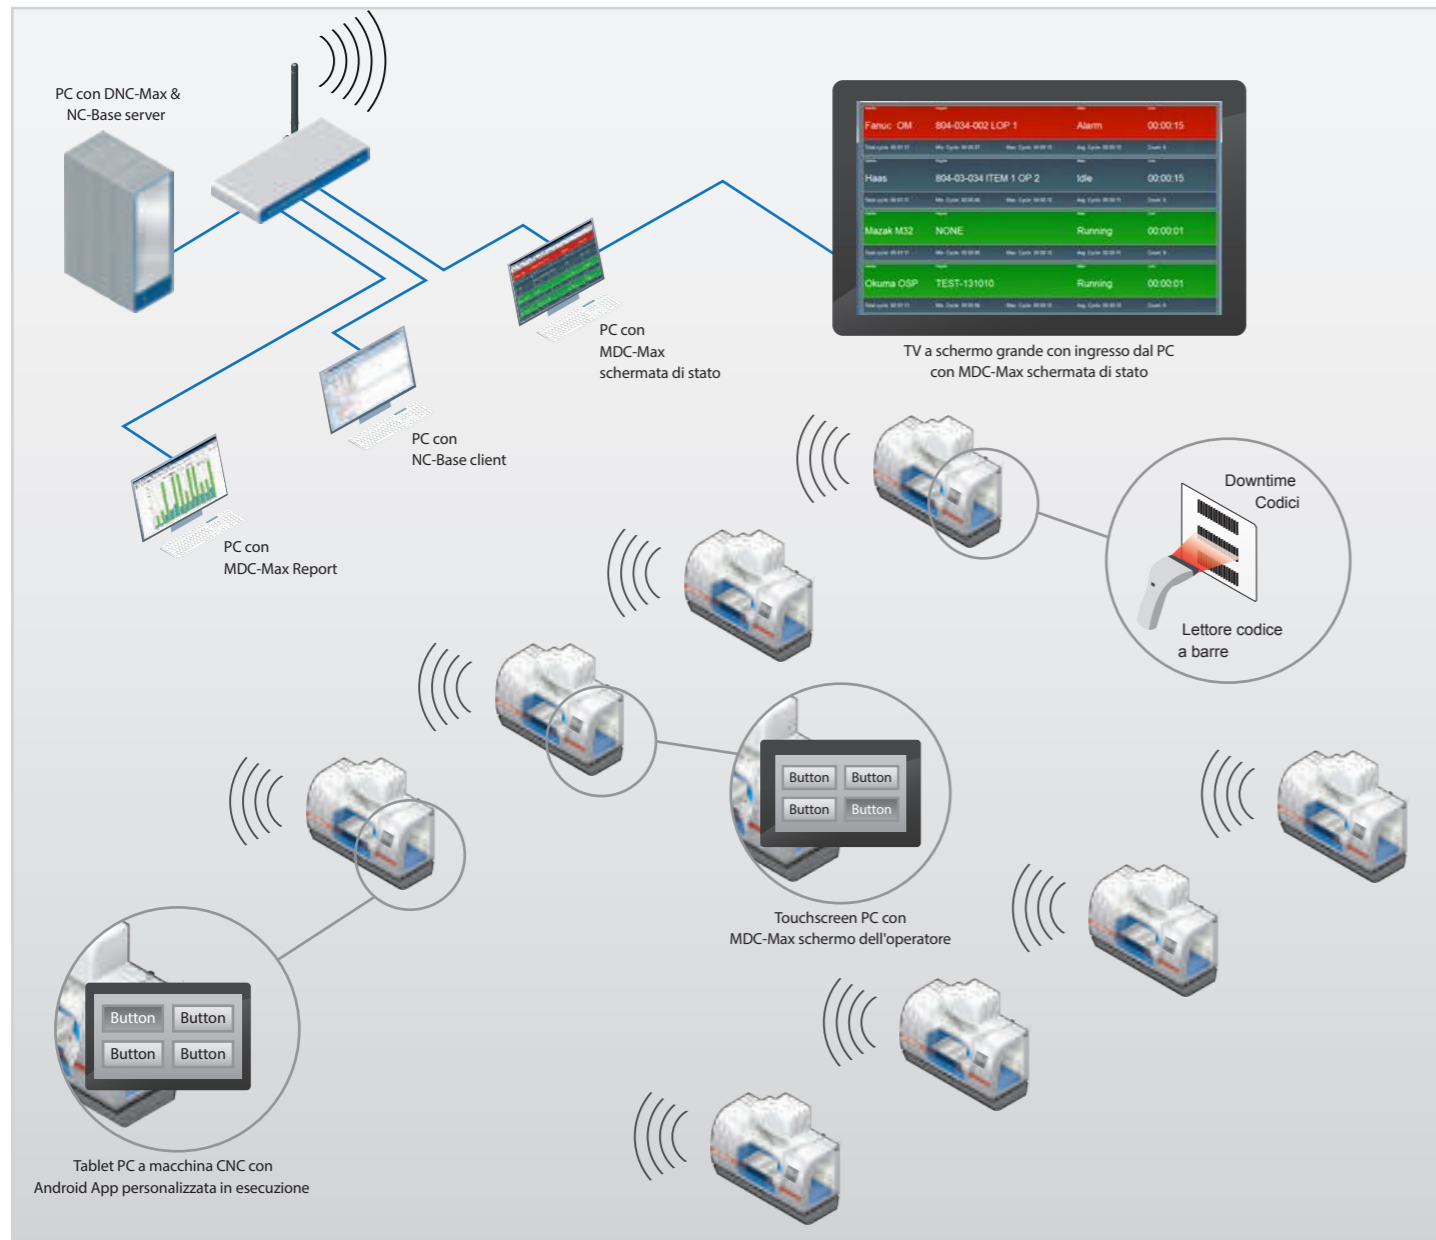 PC con DNC-Max &
NC-Base server
Fanuc OM 804-034-002 LOP 1 Alarm 00:00:15
Haas 804-03-034 ITEM 1 OP 2 Idle 00:00:15
Mazak M32 NONE Running 00:00:01
Okuma OSP TEST-131010 Running 00:00:01
TV a schermo grande con ingresso dal PC
con MDC-Max schermata di stato
PC con
MDC-Max
schermata di stato
PC con
NC-Base client
PC con
MDC-Max Report
Downtime
Codici
Lettore codice
a barre
Button Button
Button Button
Touchscreen PC con
MDC-Max schermo dell'operatore
Button Button
Button Button
Tablet PC a macchina CNC con
Android App personalizzata in esecuzione